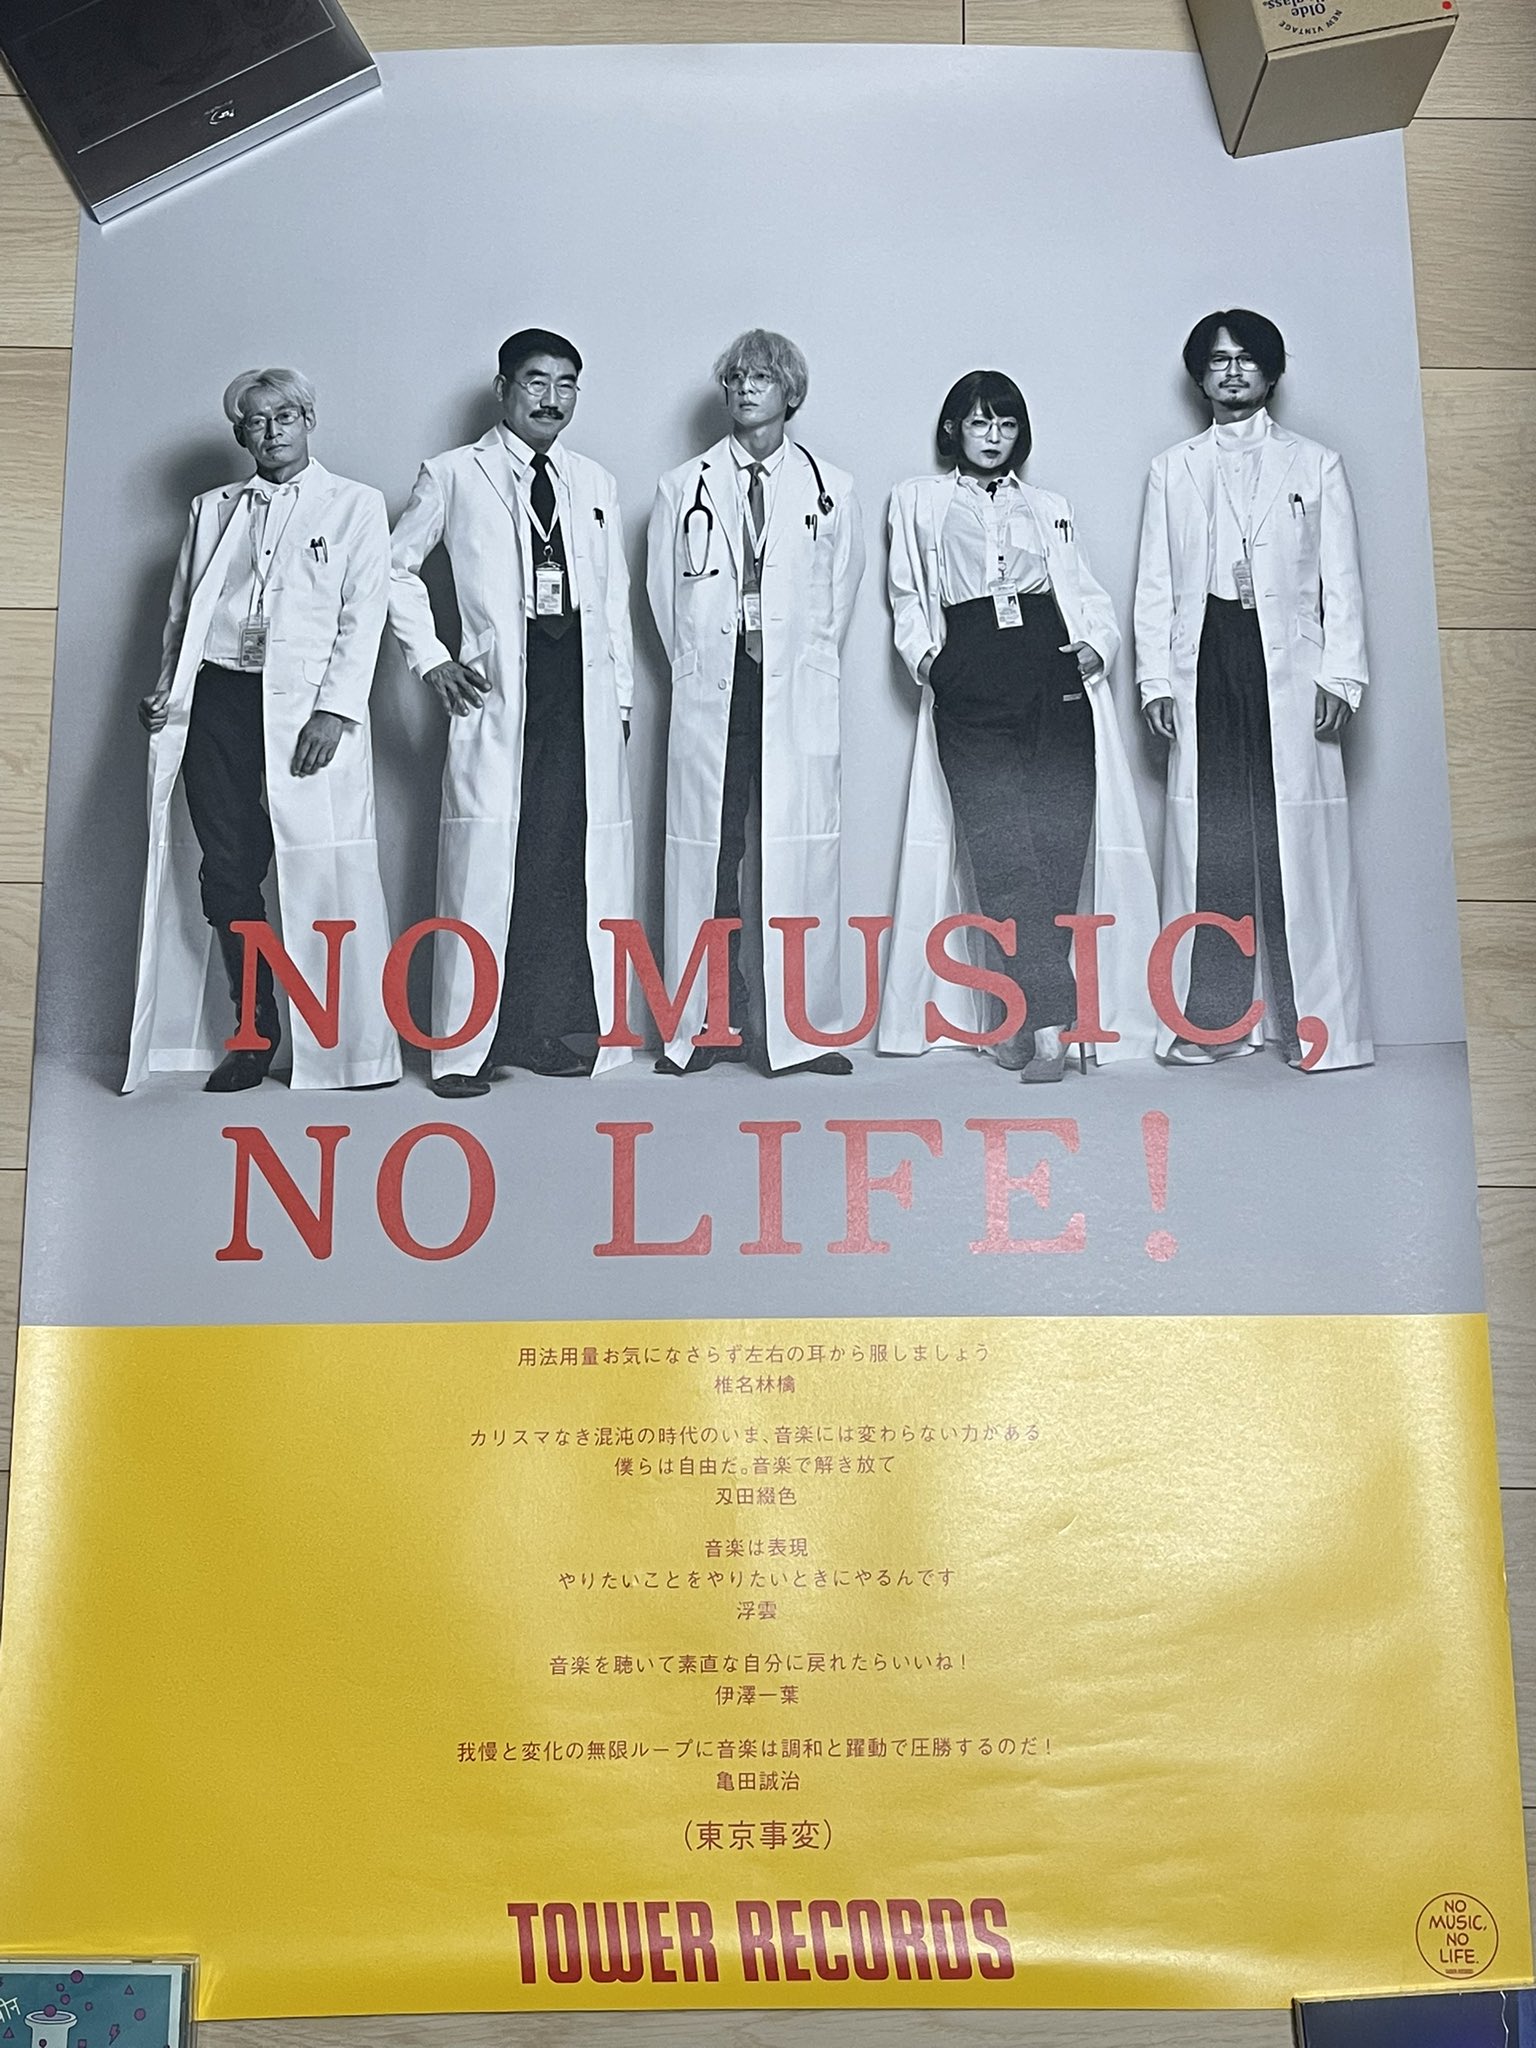 Olde
glass.
NEW VINTAGE
NO MUSIC,
NO LIFE!
用法用量お気になさらず左右の耳から服しましょう
椎名林檎
カリスマなき混沌の時代のいま、音楽には変わらない力がある
僕らは自由だ。音楽で解き放て
刄田綴色
音楽は表現
やりたいことをやりたいときにやるんです
浮雲
音楽を聴いて素直な自分に戻れたらいいね！
伊澤一葉
我慢と変化の無限ループに音楽は調和と躍動で圧勝するのだ！
亀田誠治
（東京事変）
TOWER RECORDS
NO
MUSIC,
NO
LIFE.
TOWER RECORDS